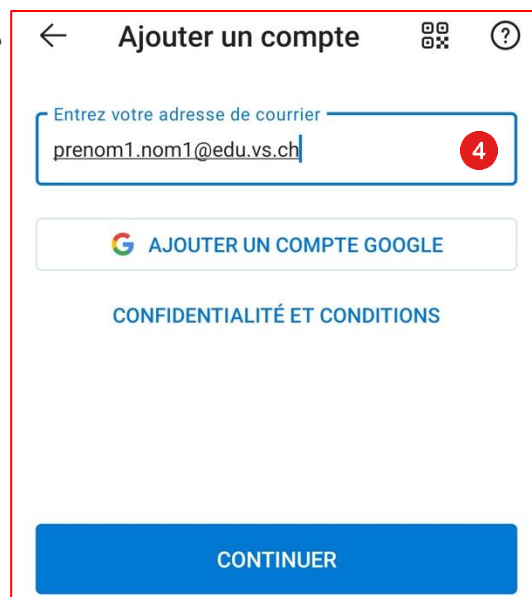 Ajouter un compte
Entrez votre adresse de courrier
prenom1.nom1@edu.vs.ch
4
AJOUTER UN COMPTE GOOGLE
CONFIDENTIALITÉ ET CONDITIONS
CONTINUER